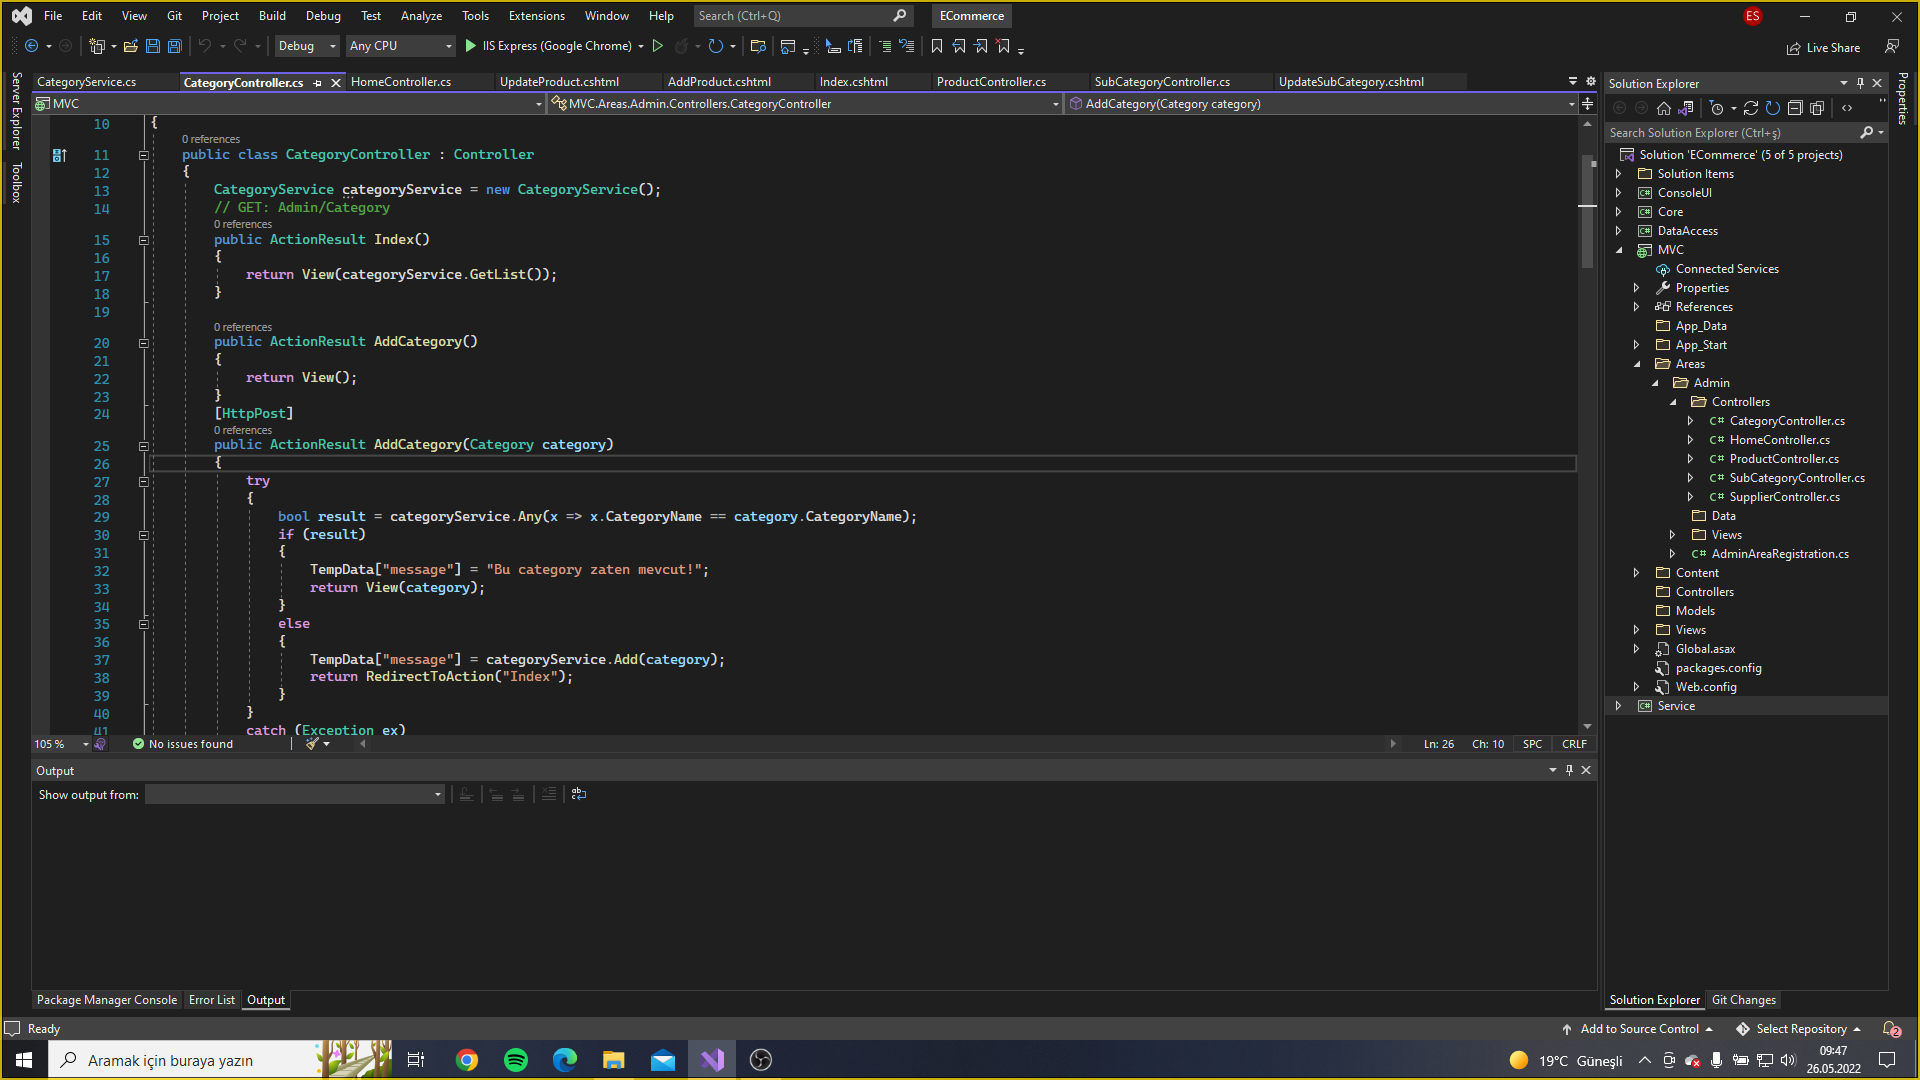 File Edit View Git Project Build Debug Test Analyze Tools Extensions Window Help Search (Ctrl+Q) ECommerce ES
Debug Any CPU IIS Express (Google Chrome) Live Share
Server Explorer
Toolbox
CategoryService.cs CategoryController.cs HomeController.cs UpdateProduct.cshtml AddProduct.cshtml Index.cshtml ProductController.cs SubCategoryController.cs UpdateSubCategory.cshtml
MVC MVC.Areas.Admin.Controllers.CategoryController AddCategory(Category category)
10 {
0 references
11 public class CategoryController : Controller
12 {
13 CategoryService categoryService = new CategoryService();
14 // GET: Admin/Category
0 references
15 public ActionResult Index()
16 {
17 return View(categoryService.GetList());
18 }
19
0 references
20 public ActionResult AddCategory()
21 {
22 return View();
23 }
24 [HttpPost]
0 references
25 public ActionResult AddCategory(Category category)
26 {
27 try
28 {
29 bool result = categoryService.Any(x => x.CategoryName == category.CategoryName);
30 if (result)
31 {
32 TempData["message"] = "Bu category zaten mevcut!";
33 return View(category);
34 }
35 else
36 {
37 TempData["message"] = categoryService.Add(category);
38 return RedirectToAction("Index");
39 }
40 }
41 catch (Exception ex)
105 % No issues found Ln: 26 Ch: 10 SPC CRLF
Output
Show output from:
Package Manager Console Error List Output
Solution Explorer
Search Solution Explorer (Ctrl+ş)
Solution 'ECommerce' (5 of 5 projects)
Solution Items
C# ConsoleUI
C# Core
C# DataAccess
MVC
Connected Services
Properties
References
App_Data
App_Start
Areas
Admin
Controllers
C# CategoryController.cs
C# HomeController.cs
C# ProductController.cs
C# SubCategoryController.cs
C# SupplierController.cs
Data
Views
C# AdminAreaRegistration.cs
Content
Controllers
Models
Views
Global.asax
packages.config
Web.config
C# Service
Solution Explorer Git Changes
Properties
Ready Add to Source Control Select Repository 2
Aramak için buraya yazın 19°C Güneşli 09:47
26.05.2022